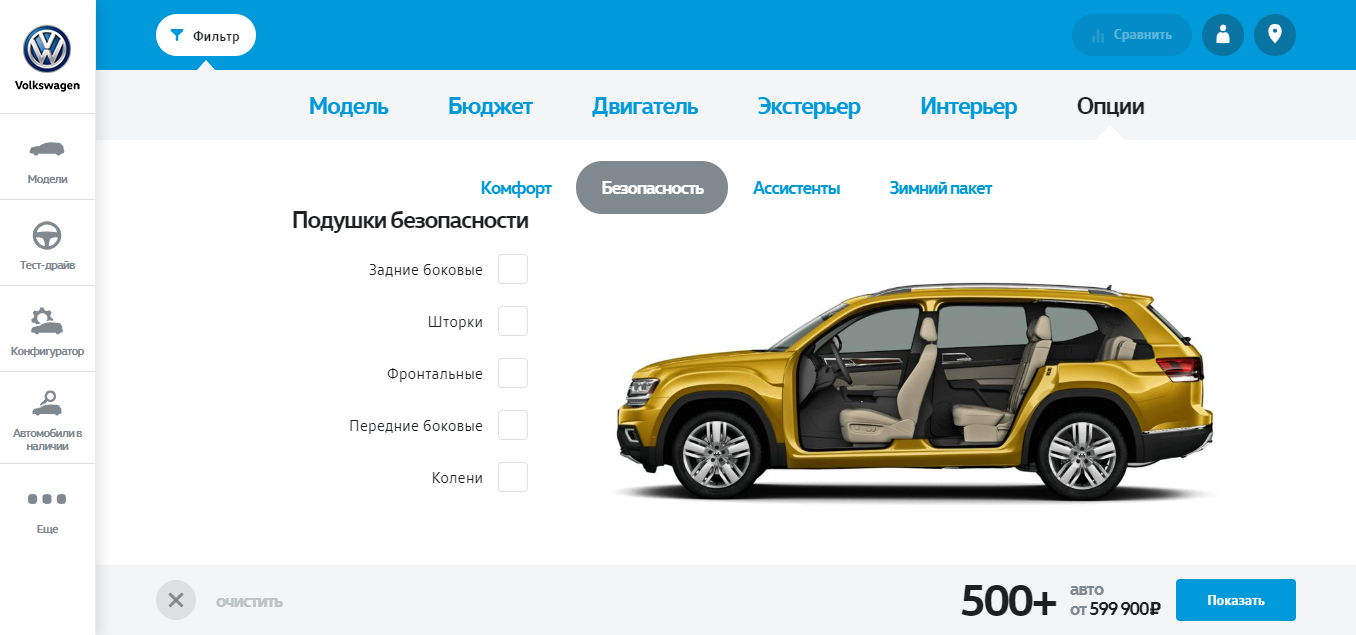 Фильтр
Сравнить
Volkswagen
Модель
Бюджет
Двигатель
Экстерьер
Интерьер
Опции
Модели
Тест-драйв
Конфигуратор
Автомобили в
наличии
Еще
Комфорт
Безопасность
Ассистенты
Зимний пакет
Подушки безопасности
Задние боковые
Шторки
Фронтальные
Передние боковые
Колени
очистить
500+
авто
от 599 900₽
Показать